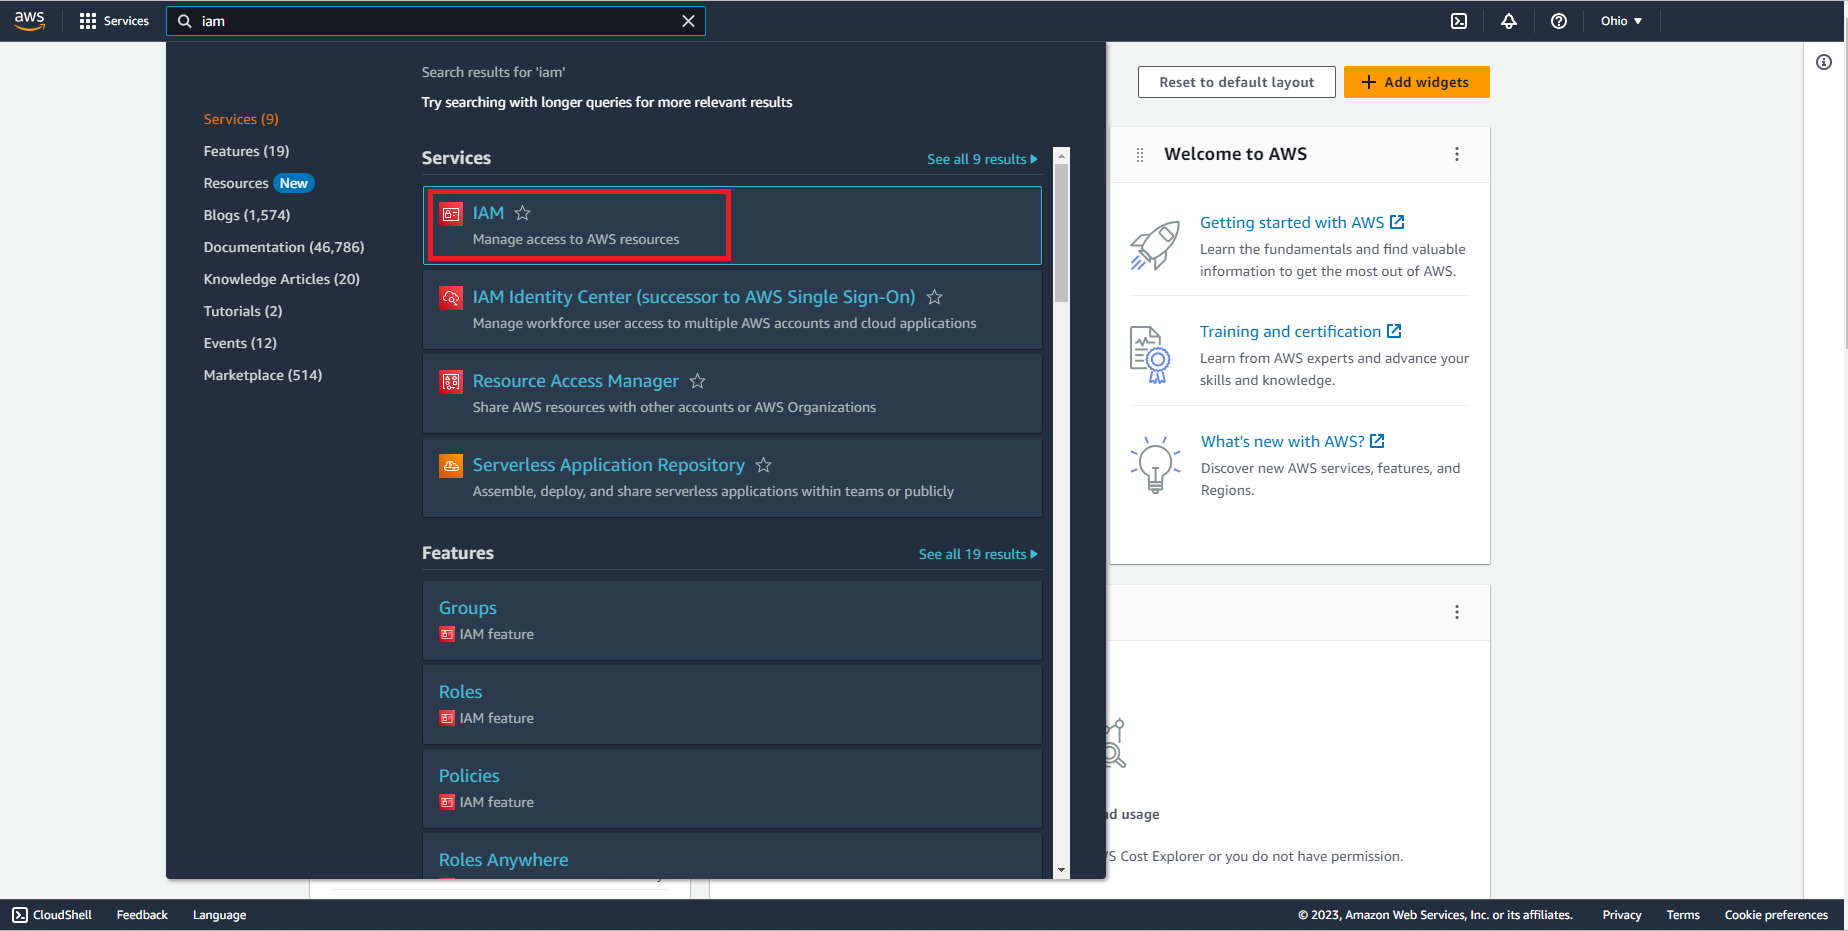 aws
Services
iam
Ohio
Search results for 'iam'
Try searching with longer queries for more relevant results
Services (9)
Features (19)
Resources New
Blogs (1,574)
Documentation (46,786)
Knowledge Articles (20)
Tutorials (2)
Events (12)
Marketplace (514)
Services
See all 9 results
IAM
Manage access to AWS resources
IAM Identity Center (successor to AWS Single Sign-On)
Manage workforce user access to multiple AWS accounts and cloud applications
Resource Access Manager
Share AWS resources with other accounts or AWS Organizations
Serverless Application Repository
Assemble, deploy, and share serverless applications within teams or publicly
Features
See all 19 results
Groups
IAM feature
Roles
IAM feature
Policies
IAM feature
Roles Anywhere
Reset to default layout
Add widgets
Welcome to AWS
Getting started with AWS
Learn the fundamentals and find valuable
information to get the most out of AWS.
Training and certification
Learn from AWS experts and advance your
skills and knowledge.
What's new with AWS?
Discover new AWS services, features, and
Regions.
usage
Cost Explorer or you do not have permission.
CloudShell
Feedback
Language
© 2023, Amazon Web Services, Inc. or its affiliates.
Privacy
Terms
Cookie preferences